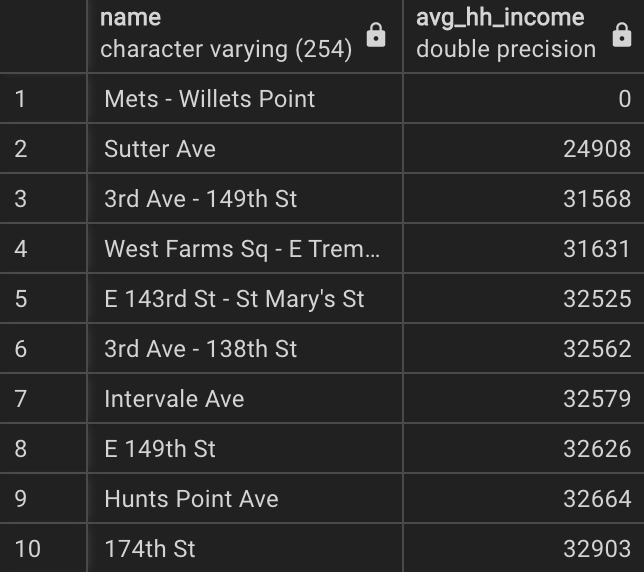 name avg_hh_income
character varying (254) double precision
1 Mets - Willets Point 0
2 Sutter Ave 24908
3 3rd Ave - 149th St 31568
4 West Farms Sq - E Trem… 31631
5 E 143rd St - St Mary's St 32525
6 3rd Ave - 138th St 32562
7 Intervale Ave 32579
8 E 149th St 32626
9 Hunts Point Ave 32664
10 174th St 32903